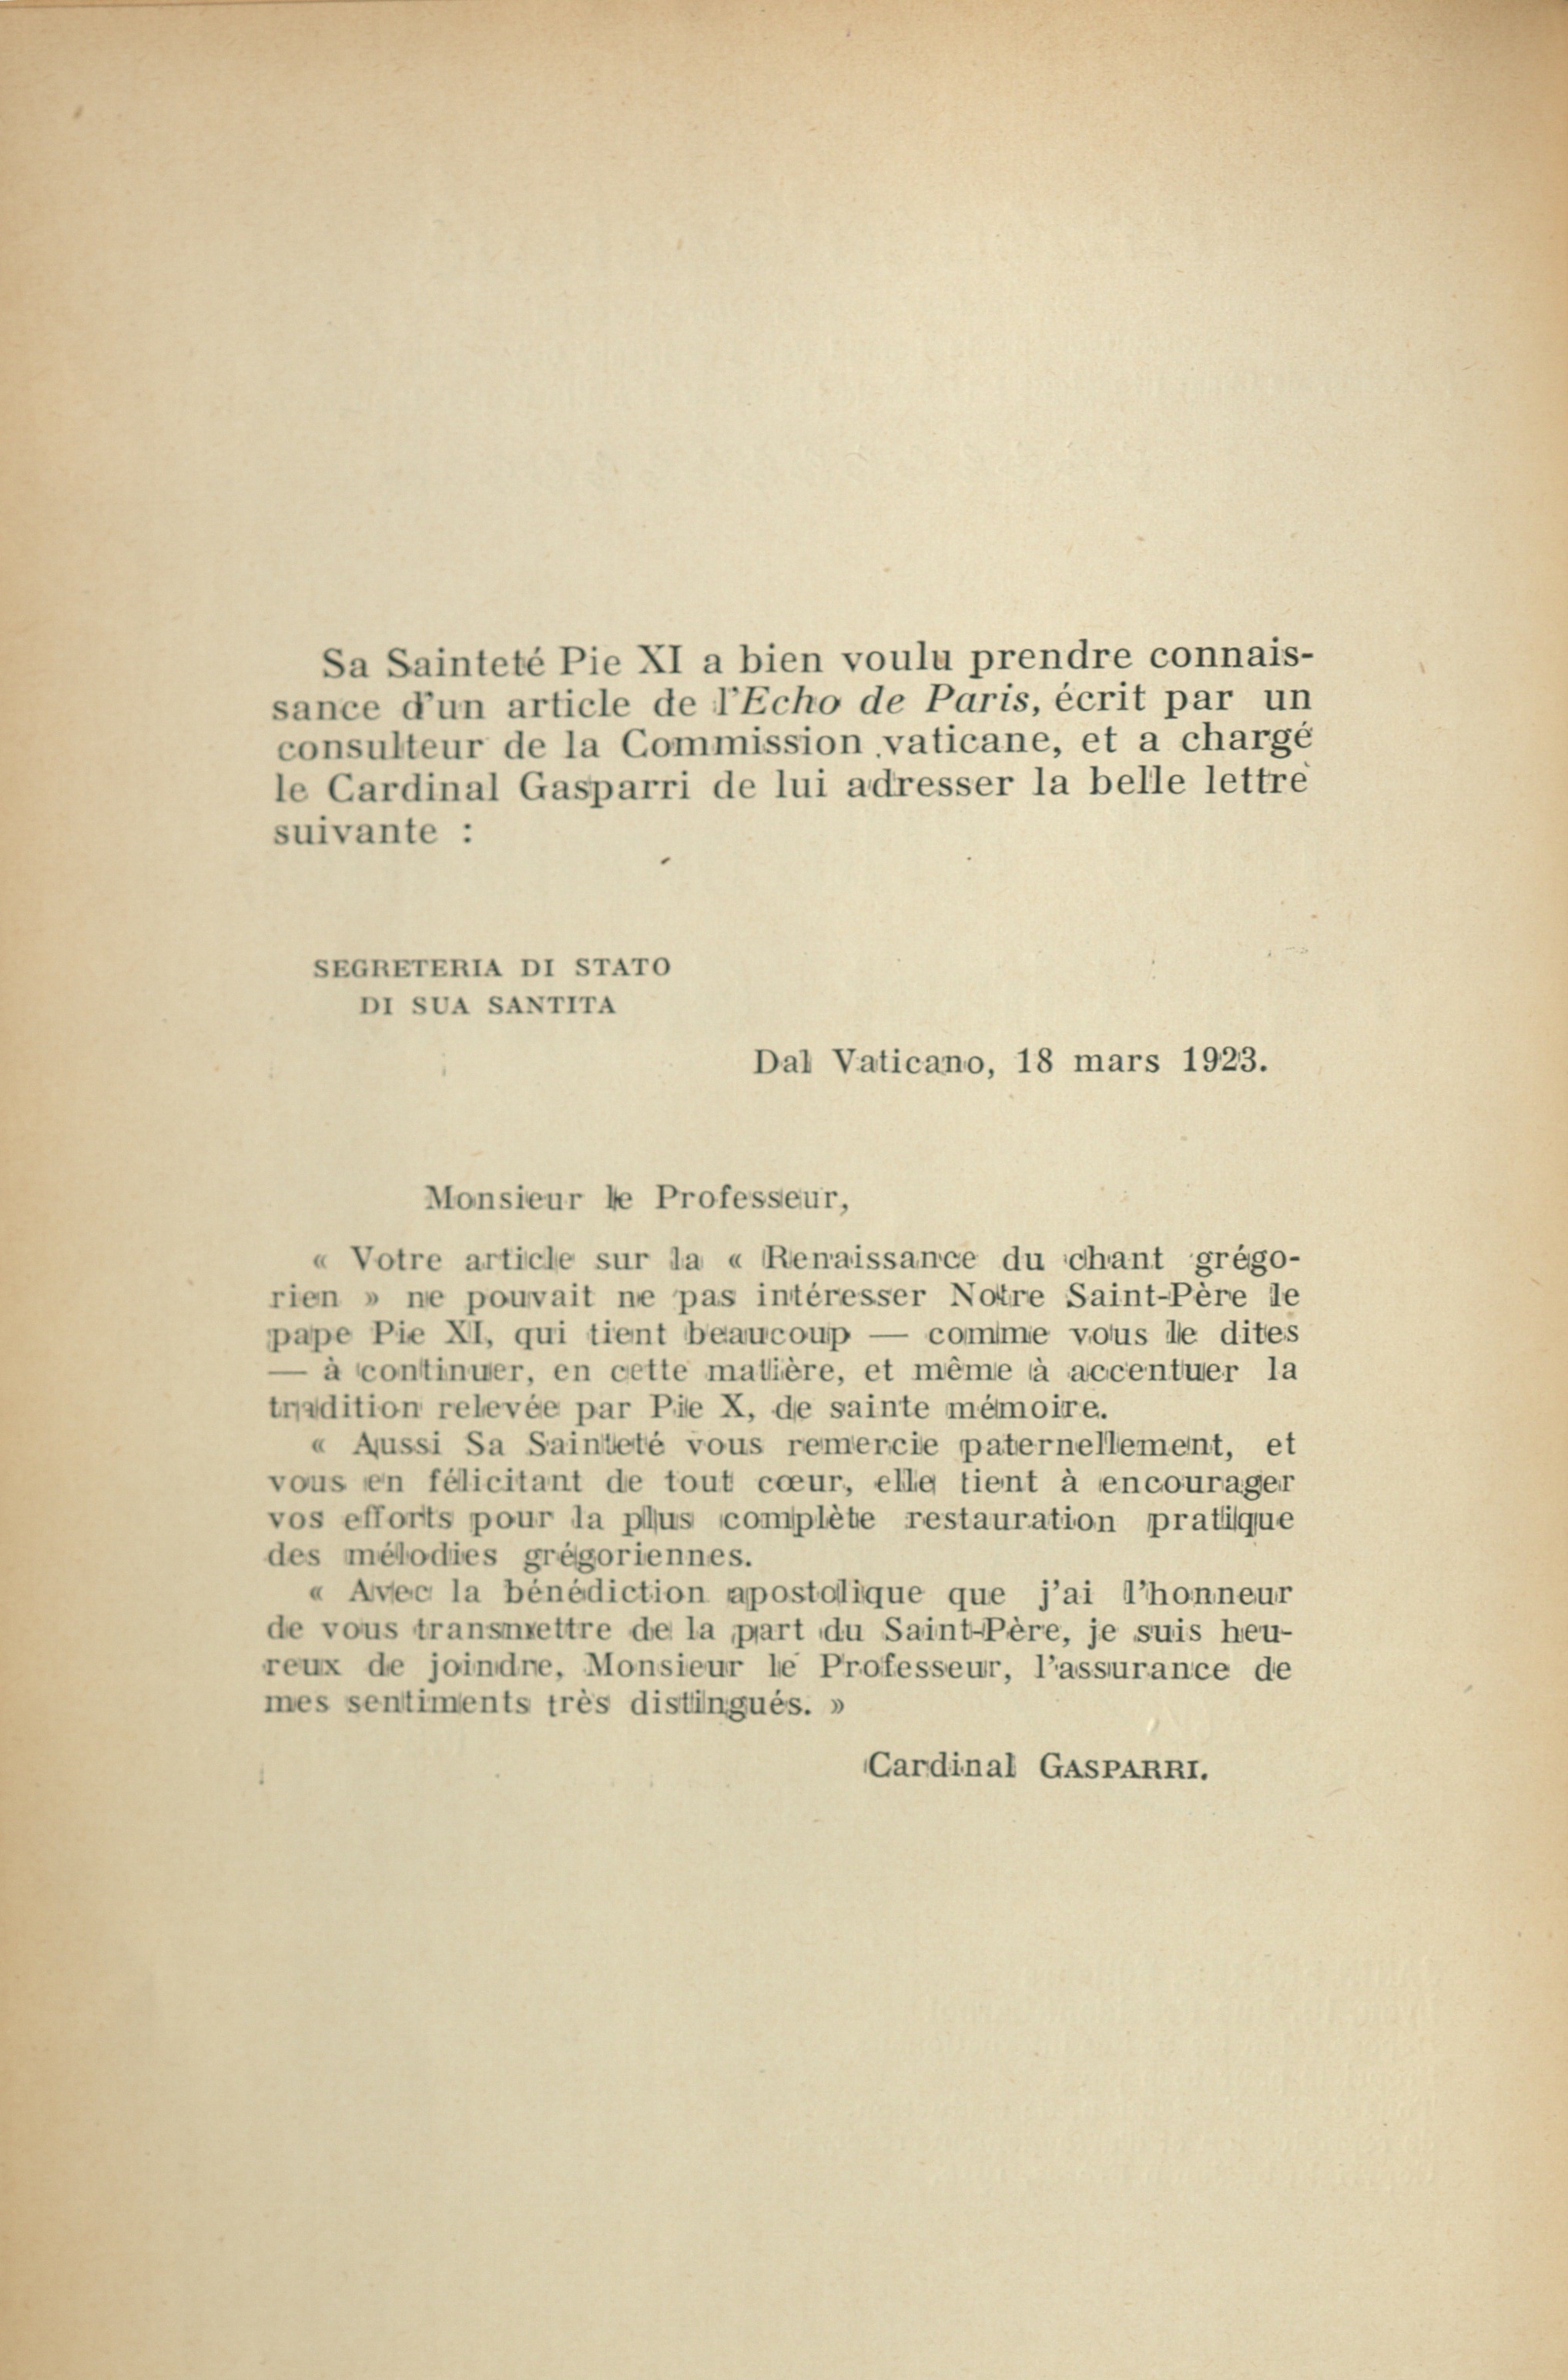 Sa Sainteté Pie XI a bien voulu prendre connais-
sance d'un article de l'Echo de Paris, écrit par un
consulteur de la Commission vaticane, et a chargé
le Cardinal Gasparri de lui adresser la belle lettre
suivante :
SEGRETERIA DI STATO
DI SUA SANTITA
Dal Vaticano, 18 mars 1923.
Monsieur le Professeur,
« Votre article sur la « Renaissance du chant grégo-
rien » ne pouvait ne pas intéresser Notre Saint-Père le
pape Pie XI, qui tient beaucoup — comme vous le dites
— à continuer, en cette matière, et même à accentuer la
tradition relevée par Pie X, de sainte mémoire.
« Aussi Sa Sainteté vous remercie paternellement, et
vous en félicitant de tout cœur, elle tient à encourager
vos efforts pour la plus complète restauration pratique
des mélodies grégoriennes.
« Avec la bénédiction apostolique que j'ai l'honneur
de vous transmettre de la part du Saint-Père, je suis heu-
reux de joindre, Monsieur le Professeur, l'assurance de
mes sentiments très distingués. »
Cardinal GASPARRI.